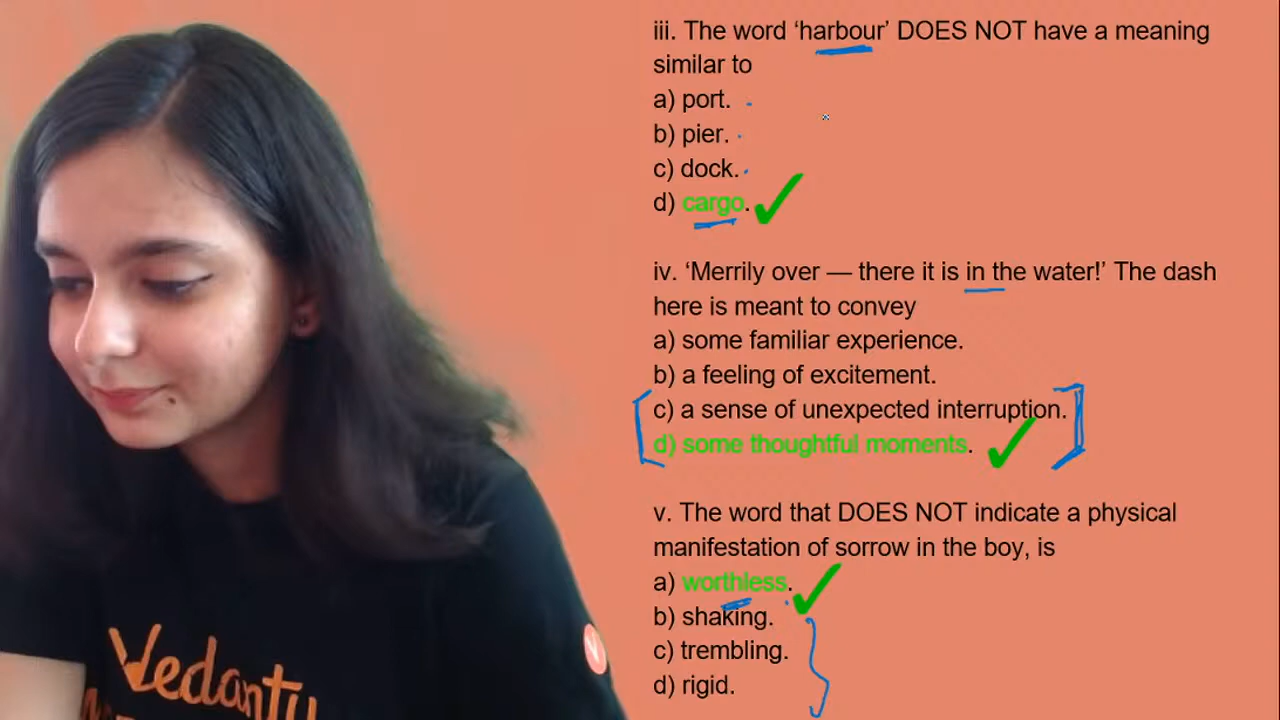 iii. The word ‘harbour’ DOES NOT have a meaning
similar to
a) port.
b) pier.
c) dock.
d) cargo.
iv. ‘Merrily over — there it is in the water!’ The dash
here is meant to convey
a) some familiar experience.
b) a feeling of excitement.
c) a sense of unexpected interruption.
d) some thoughtful moments.
v. The word that DOES NOT indicate a physical
manifestation of sorrow in the boy, is
a) worthless.
b) shaking.
c) trembling.
d) rigid.
Vedantu